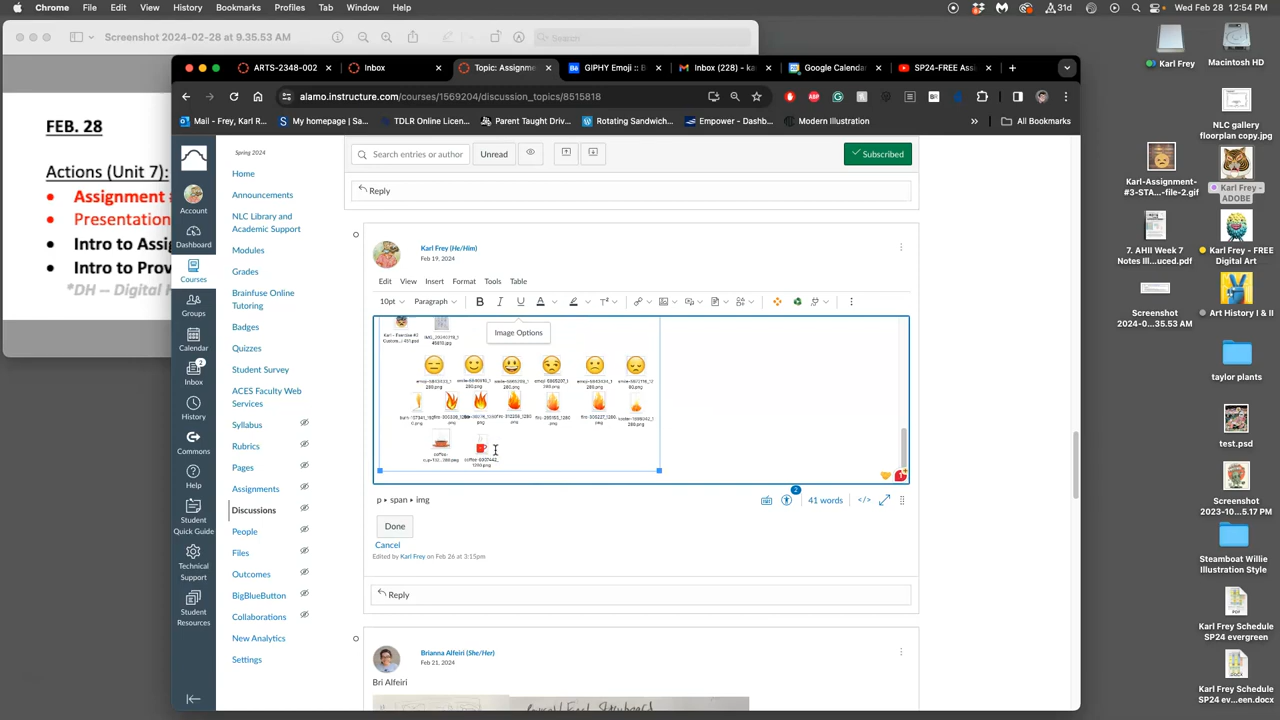 Chrome File Edit View History Bookmarks Profiles Tab Window Help
Wed Feb 28 12:54 PM
Screenshot 2024-02-28 at 9.35.53 AM
Search
ARTS-2348-002
Inbox
Topic: Assignme
GIPHY Emoji :: B
Inbox (228) - ka
Google Calendar
SP24-FREE Assi
alamo.instructure.com/courses/1569204/discussion_topics/8515818
Mail - Frey, Karl R...
My homepage | Sa...
TDLR Online Licen...
Parent Taught Driv...
Rotating Sandwich...
Empower - Dashb...
Modern Illustration
»
All Bookmarks
FEB. 28
Actions (Unit 7):
Assignment
Presentation
Intro to Assig
Intro to Prov
*DH – Digital H
Account
Dashboard
Courses
Groups
Calendar
2
Inbox
History
Commons
Help
Student Quick Guide
Technical Support
Student Resources
Spring 2024
Home
Announcements
NLC Library and
Academic Support
Modules
Grades
Brainfuse Online
Tutoring
Badges
Quizzes
Student Survey
ACES Faculty Web
Services
Syllabus
Rubrics
Pages
Assignments
Discussions
People
Files
Outcomes
BigBlueButton
Collaborations
New Analytics
Settings
Search entries or author
Unread
Subscribed
Reply
Karl Frey (He/Him)
Feb 19, 2024
Edit View Insert Format Tools Table
10pt Paragraph B I U A T²
Image Options
p ▸ span ▸ img
2
41 words
</>
Done
Cancel
Edited by Karl Frey on Feb 26 at 3:15pm
Reply
Brianna Alfeiri (She/Her)
Feb 21, 2024
Bri Alfeiri
Karl Frey
Macintosh HD
NLC gallery
floorplan copy.jpg
Karl-Assignment-
#3-STA...-file-2.gif
Karl Frey -
ADOBE
7. AHII Week 7
Notes Ill...uced.pdf
Karl Frey - FREE
Digital Art
Screenshot
2024-0...35.53 AM
Art History I & II
taylor plants
test.psd
Screenshot
2023-10...5.17 PM
Steamboat Willie
Illustration Style
PDF
Karl Frey Schedule
SP24 evergreen
Karl Frey Schedule
SP24 ev...een.docx